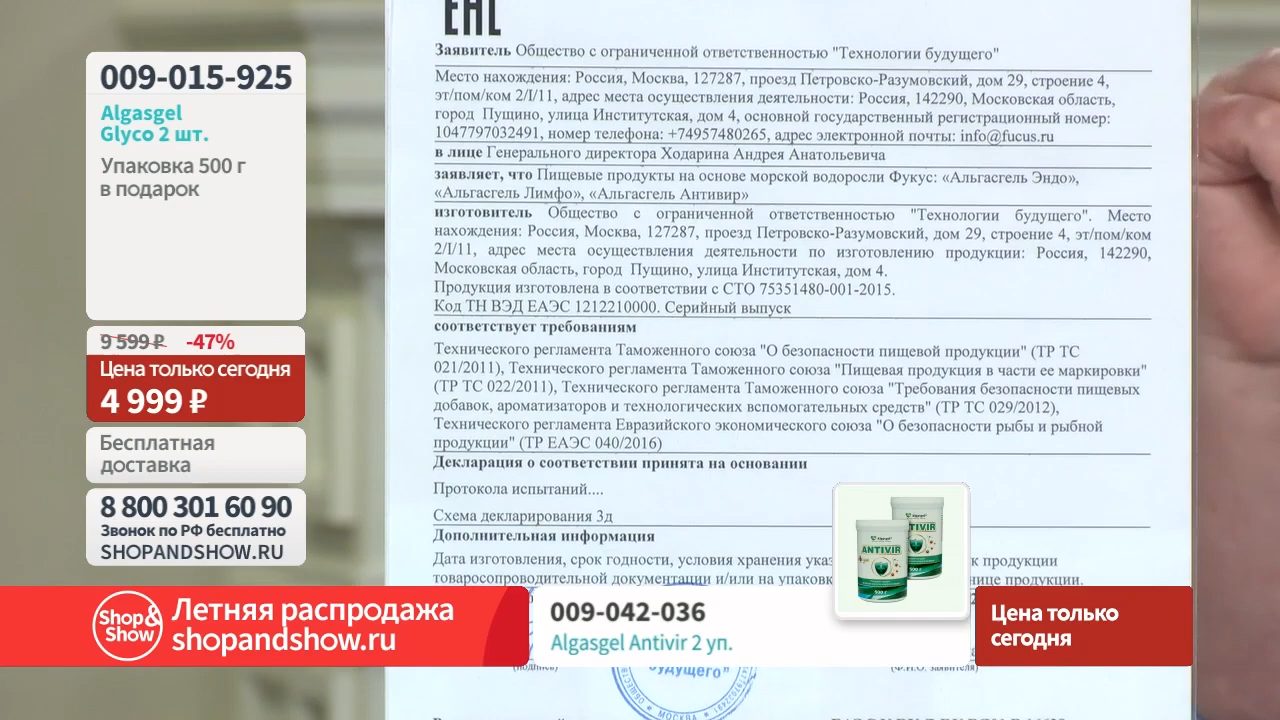 009-015-925
Algasgel
Glyco 2 шт.
Упаковка 500 г
в подарок
9 599 ₽ -47%
Цена только сегодня
4 999 ₽
Бесплатная
доставка
8 800 301 60 90
Звонок по РФ бесплатно
SHOPANDSHOW.RU
EAC
Заявитель Общество с ограниченной ответственностью "Технологии будущего"
Место нахождения: Россия, Москва, 127287, проезд Петровско-Разумовский, дом 29, строение 4,
эт/пом/ком 2/I/11, адрес места осуществления деятельности: Россия, 142290, Московская область,
город Пущино, улица Институтская, дом 4, основной государственный регистрационный номер:
1047797032491, номер телефона: +74957480265, адрес электронной почты: info@fucus.ru
в лице Генерального директора Ходарина Андрея Анатольевича
заявляет, что Пищевые продукты на основе морской водоросли Фукус: «Альгасгель Эндо»,
«Альгасгель Лимфо», «Альгасгель Антивир»
изготовитель Общество с ограниченной ответственностью "Технологии будущего". Место
нахождения: Россия, Москва, 127287, проезд Петровско-Разумовский, дом 29, строение 4, эт/пом/ком
2/I/11, адрес места осуществления деятельности по изготовлению продукции: Россия, 142290,
Московская область, город Пущино, улица Институтская, дом 4.
Продукция изготовлена в соответствии с СТО 75351480-001-2015.
Код ТН ВЭД ЕАЭС 1212210000. Серийный выпуск
соответствует требованиям
Технического регламента Таможенного союза "О безопасности пищевой продукции" (ТР ТС
021/2011), Технического регламента Таможенного союза "Пищевая продукция в части ее маркировки"
(ТР ТС 022/2011), Технического регламента Таможенного союза "Требования безопасности пищевых
добавок, ароматизаторов и технологических вспомогательных средств" (ТР ТС 029/2012),
Технического регламента Евразийского экономического союза "О безопасности рыбы и рыбной
продукции" (ТР ЕАЭС 040/2016)
Декларация о соответствии принята на основании
Протокола испытаний....
Схема декларирования 3д
Дополнительная информация
Дата изготовления, срок годности, условия хранения указ к продукции
товаросопроводительной документации и/или на упаковк нице продукции.
ANTIVIR
500 г
Shop&
Show
Летняя распродажа
shopandshow.ru
009-042-036
Algasgel Antivir 2 уп.
Цена только
сегодня
(подпись) (Ф.И.О. заявителя)
будущего"
МОСКВА